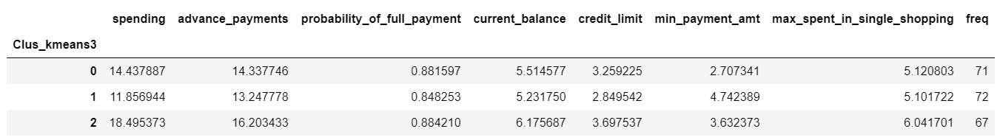 spending advance_payments probability_of_full_payment current_balance credit_limit min_payment_amt max_spent_in_single_shopping freq
Clus_kmeans3
0 14.437887 14.337746 0.881597 5.514577 3.259225 2.707341 5.120803 71
1 11.856944 13.247778 0.848253 5.231750 2.849542 4.742389 5.101722 72
2 18.495373 16.203433 0.884210 6.175687 3.697537 3.632373 6.041701 67